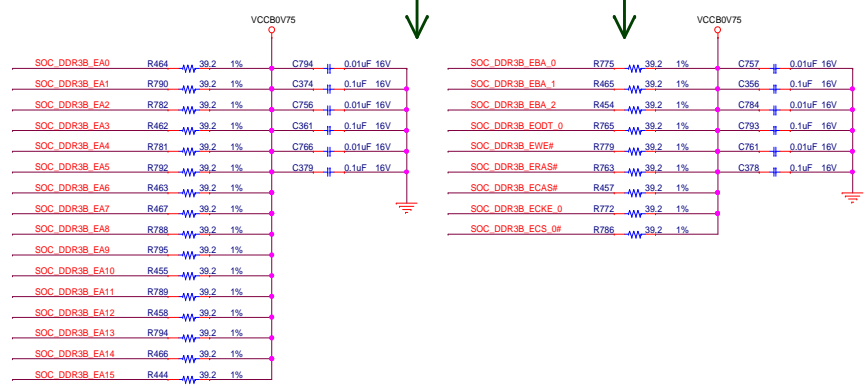 VCCB0V75 VCCB0V75
SOC_DDR3B_EA0 R464 39.2 1% C794 0.01uF 16V SOC_DDR3B_EBA_0 R775 39.2 1% C757 0.01uF 16V
SOC_DDR3B_EA1 R790 39.2 1% C374 0.1uF 16V SOC_DDR3B_EBA_1 R465 39.2 1% C356 0.1uF 16V
SOC_DDR3B_EA2 R782 39.2 1% C756 0.01uF 16V SOC_DDR3B_EBA_2 R454 39.2 1% C784 0.01uF 16V
SOC_DDR3B_EA3 R462 39.2 1% C361 0.1uF 16V SOC_DDR3B_EODT_0 R765 39.2 1% C793 0.1uF 16V
SOC_DDR3B_EA4 R781 39.2 1% C766 0.01uF 16V SOC_DDR3B_EWE# R779 39.2 1% C761 0.01uF 16V
SOC_DDR3B_EA5 R792 39.2 1% C379 0.1uF 16V SOC_DDR3B_ERAS# R763 39.2 1% C378 0.1uF 16V
SOC_DDR3B_EA6 R463 39.2 1% SOC_DDR3B_ECAS# R457 39.2 1%
SOC_DDR3B_EA7 R467 39.2 1% SOC_DDR3B_ECKE_0 R772 39.2 1%
SOC_DDR3B_EA8 R788 39.2 1% SOC_DDR3B_ECS_0# R786 39.2 1%
SOC_DDR3B_EA9 R795 39.2 1%
SOC_DDR3B_EA10 R455 39.2 1%
SOC_DDR3B_EA11 R789 39.2 1%
SOC_DDR3B_EA12 R458 39.2 1%
SOC_DDR3B_EA13 R794 39.2 1%
SOC_DDR3B_EA14 R466 39.2 1%
SOC_DDR3B_EA15 R444 39.2 1%